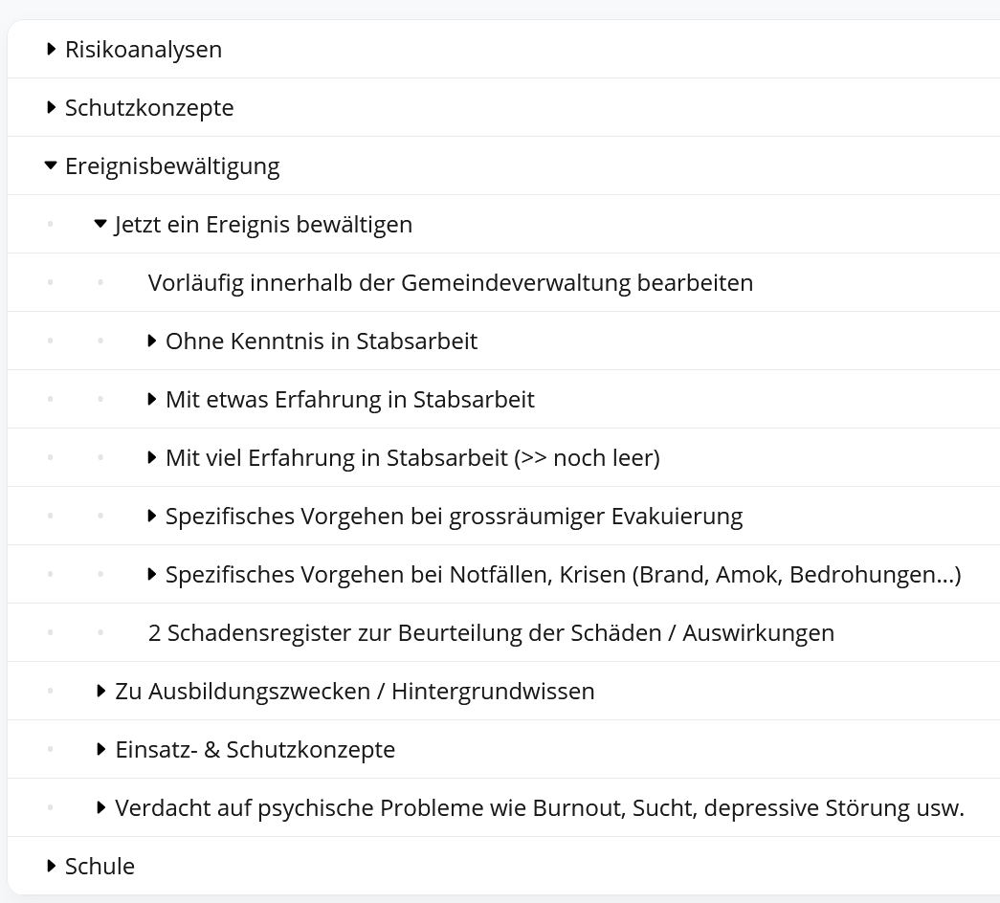 Risikoanalysen
Schutzkonzepte
Ereignisbewältigung
Jetzt ein Ereignis bewältigen
Vorläufig innerhalb der Gemeindeverwaltung bearbeiten
Ohne Kenntnis in Stabsarbeit
Mit etwas Erfahrung in Stabsarbeit
Mit viel Erfahrung in Stabsarbeit (>> noch leer)
Spezifisches Vorgehen bei grossräumiger Evakuierung
Spezifisches Vorgehen bei Notfällen, Krisen (Brand, Amok, Bedrohungen...)
2 Schadensregister zur Beurteilung der Schäden / Auswirkungen
Zu Ausbildungszwecken / Hintergrundwissen
Einsatz- & Schutzkonzepte
Verdacht auf psychische Probleme wie Burnout, Sucht, depressive Störung usw.
Schule